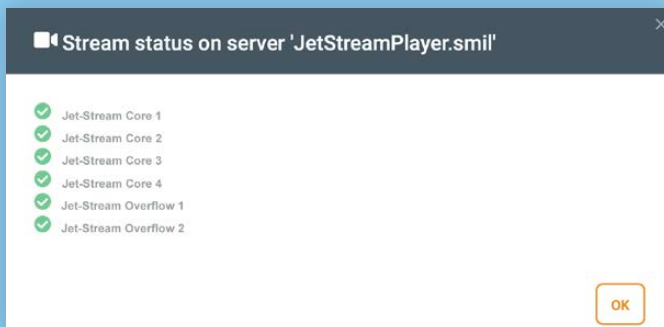 Stream status on server 'JetStreamPlayer.smil'
Jet-Stream Core 1
Jet-Stream Core 2
Jet-Stream Core 3
Jet-Stream Core 4
Jet-Stream Overflow 1
Jet-Stream Overflow 2
OK